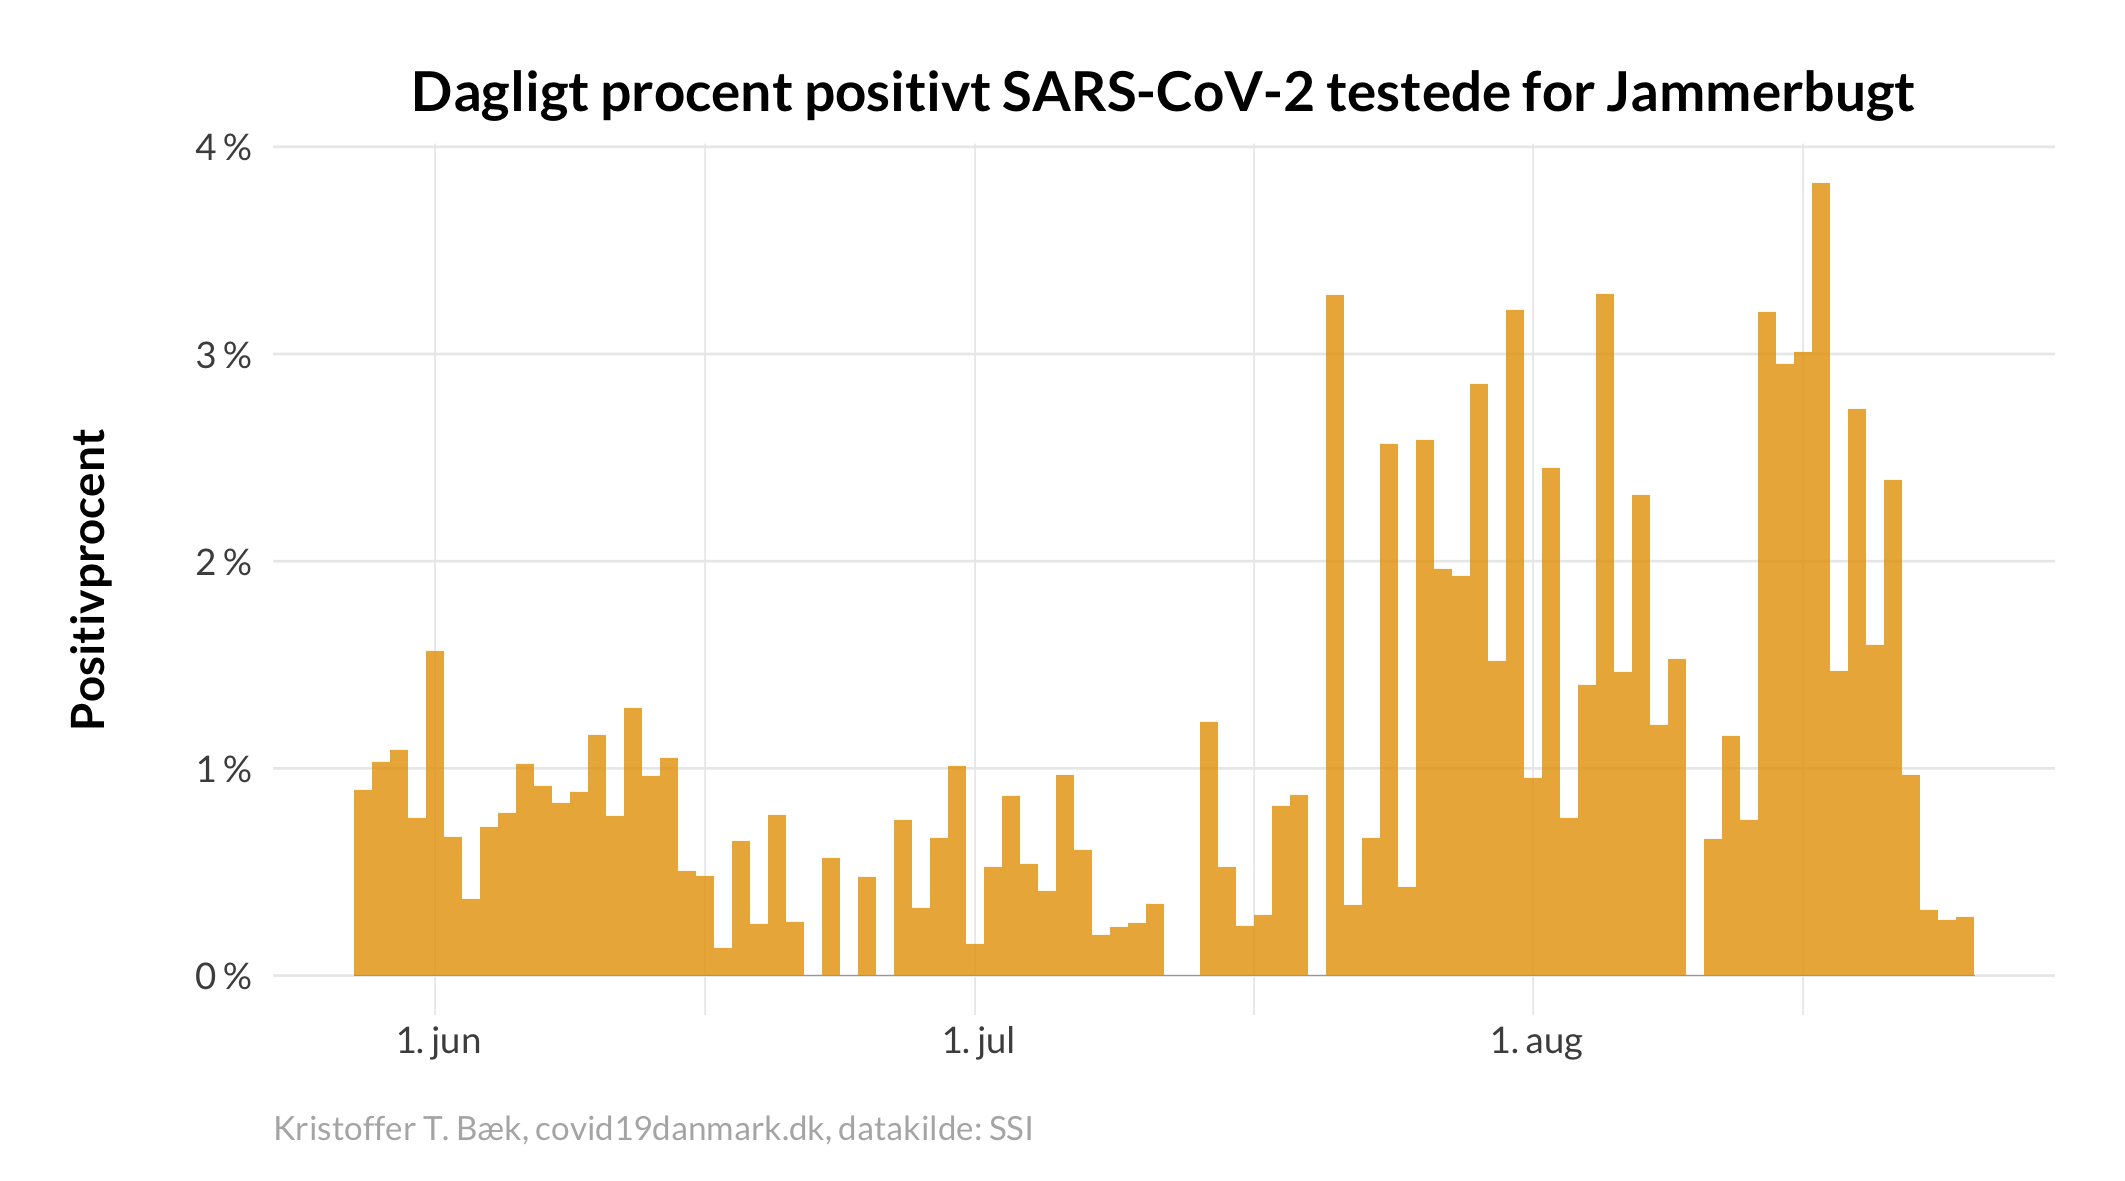 Dagligt procent positivt SARS-CoV-2 testede for Jammerbugt
Positivprocent
4 %
3 %
2 %
1 %
0 %
1. jun
1. jul
1. aug
Kristoffer T. Bæk, covid19danmark.dk, datakilde: SSI